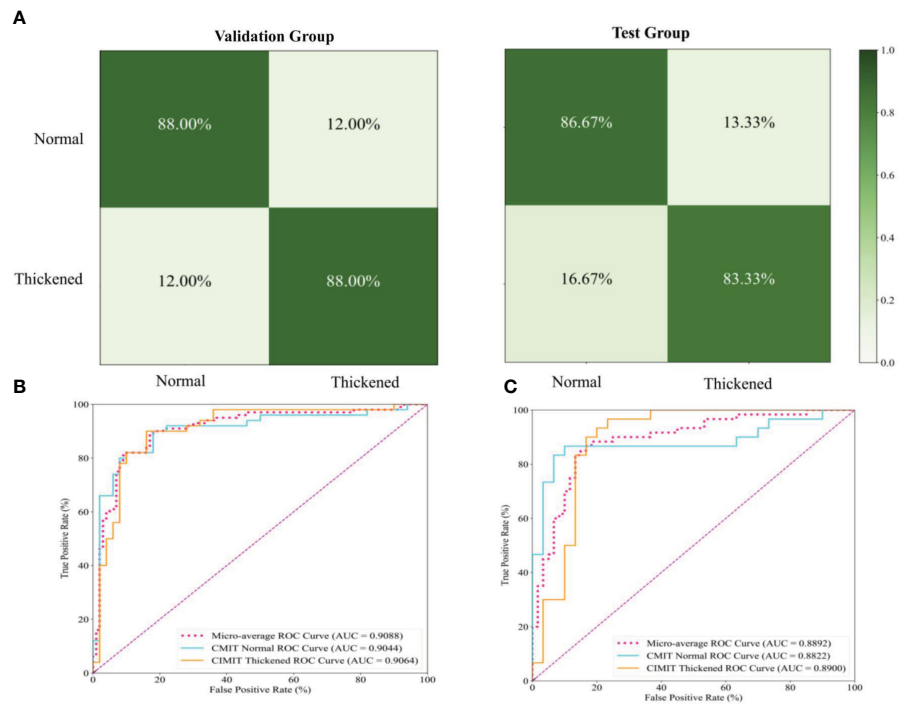 A
Validation Group
Test Group
Normal
88.00%
12.00%
86.67%
13.33%
Thickened
12.00%
88.00%
16.67%
83.33%
Normal
Thickened
Normal
Thickened
1.0
0.8
0.6
0.4
0.2
0.0
B
100
80
60
40
20
0
True Positive Rate (%)
Micro-average ROC Curve (AUC = 0.9088)
CMIT Normal ROC Curve (AUC = 0.9044)
CIMIT Thickened ROC Curve (AUC = 0.9064)
0
20
40
60
80
100
False Positive Rate (%)
C
100
80
60
40
20
0
True Positive Rate (%)
Micro-average ROC Curve (AUC = 0.8892)
CMIT Normal ROC Curve (AUC = 0.8822)
CIMIT Thickened ROC Curve (AUC = 0.8900)
0
20
40
60
80
100
False Positive Rate (%)